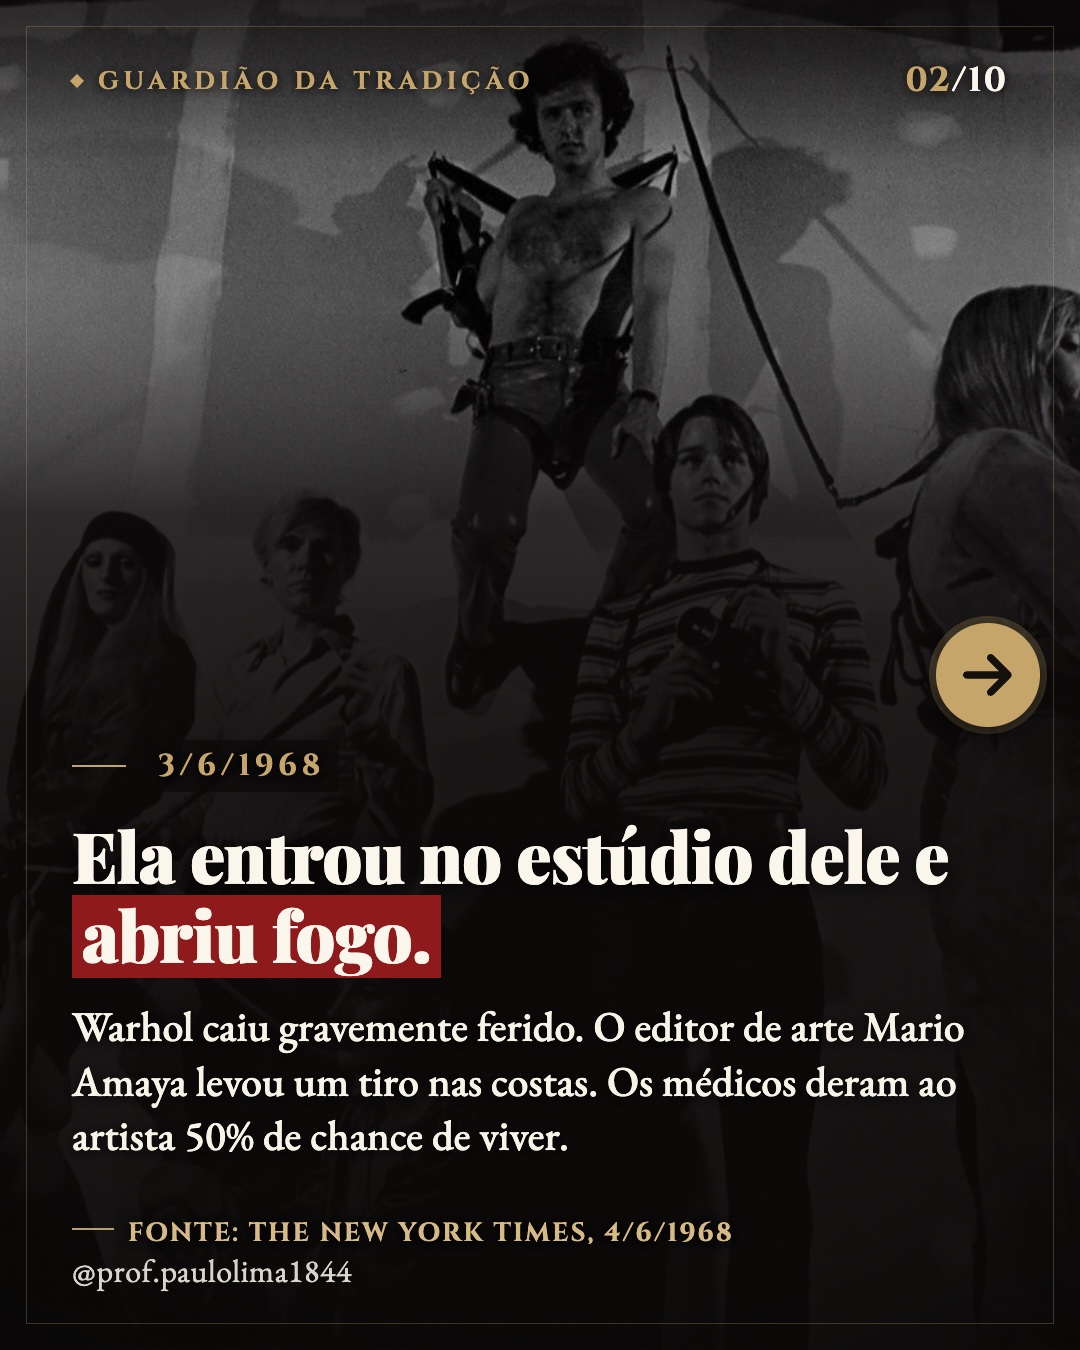 ◆ GUARDIÃO DA TRADIÇÃO
02/10
3/6/1968
Ela entrou no estúdio dele e
abriu fogo.
Warhol caiu gravemente ferido. O editor de arte Mario
Amaya levou um tiro nas costas. Os médicos deram ao
artista 50% de chance de viver.
FONTE: THE NEW YORK TIMES, 4/6/1968
@prof.paulolima1844